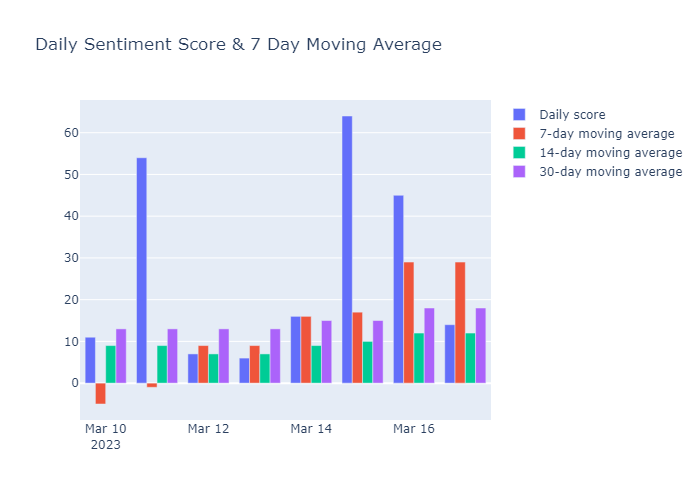 Daily Sentiment Score & 7 Day Moving Average
Daily score
7-day moving average
14-day moving average
30-day moving average
60
50
40
30
20
10
0
Mar 10
2023
Mar 12
Mar 14
Mar 16